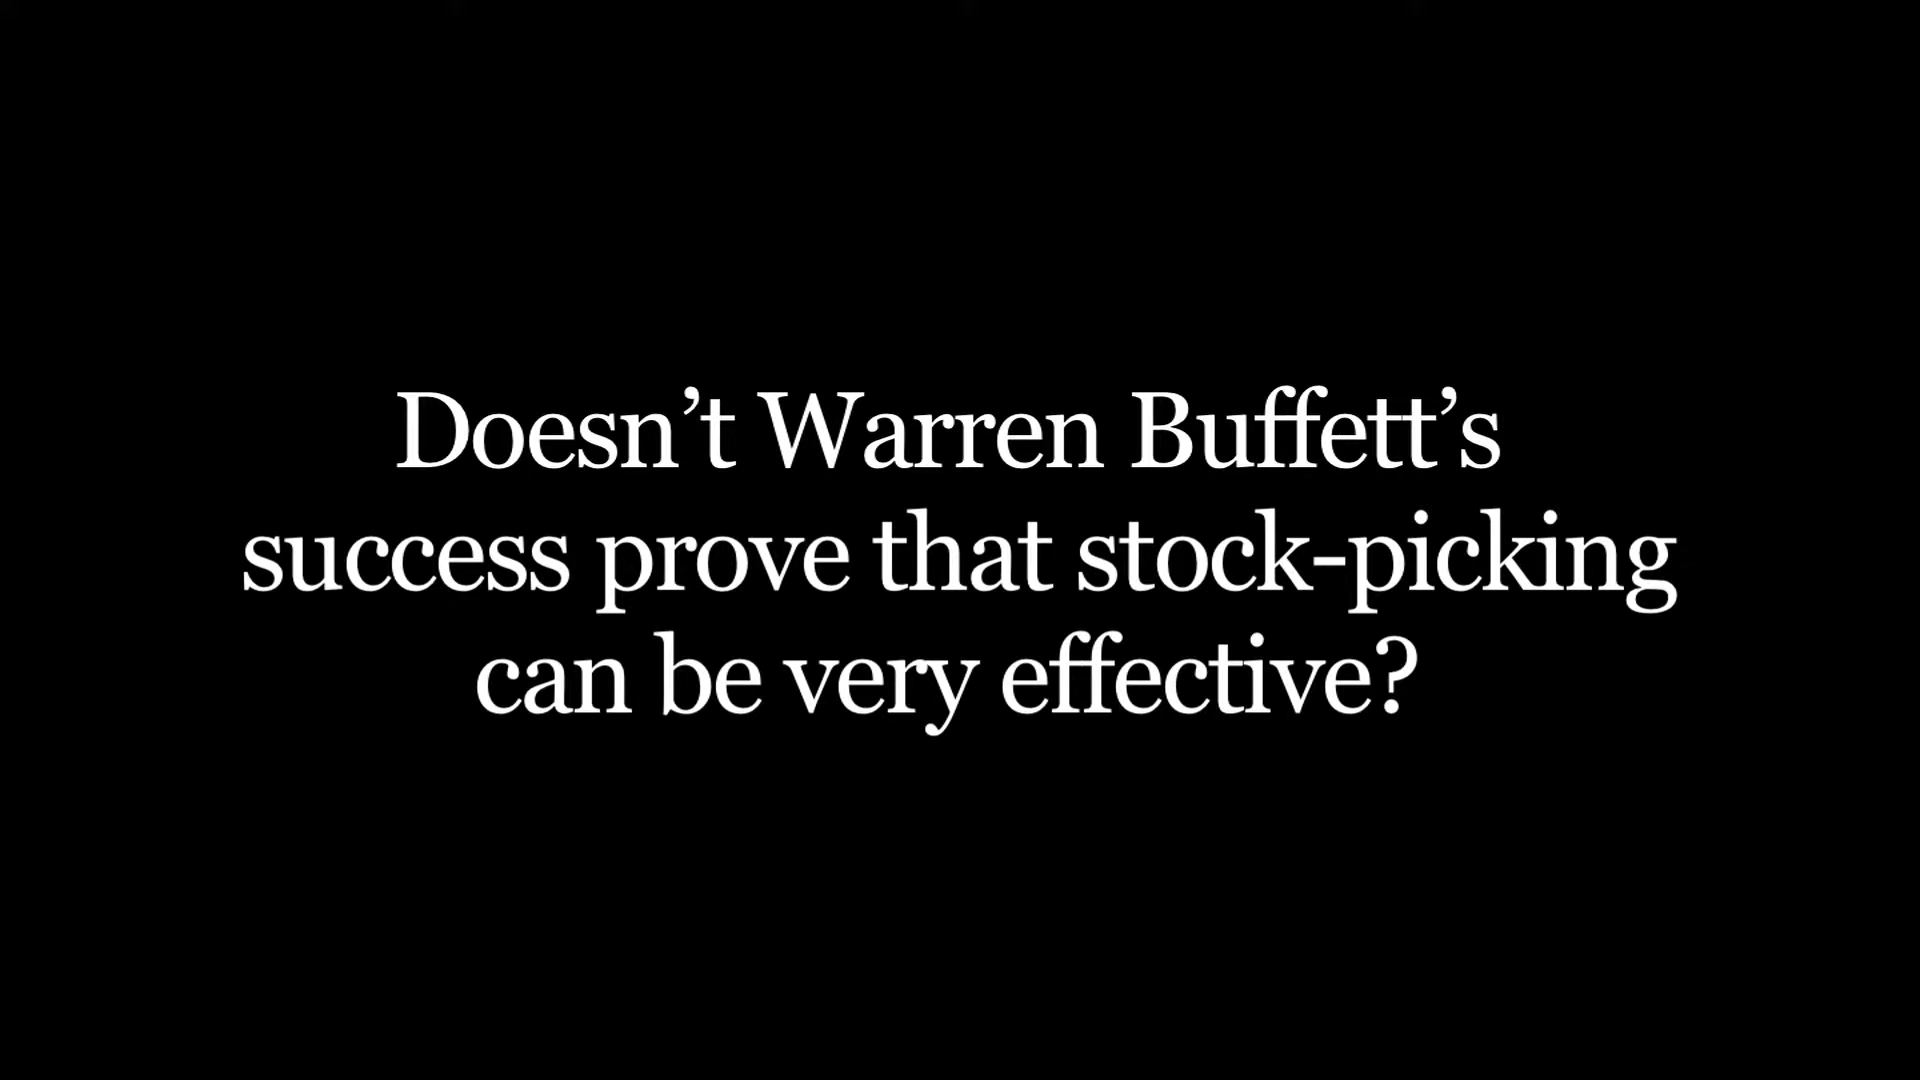 Doesn’t Warren Buffett’s
success prove that stock-picking
can be very effective?